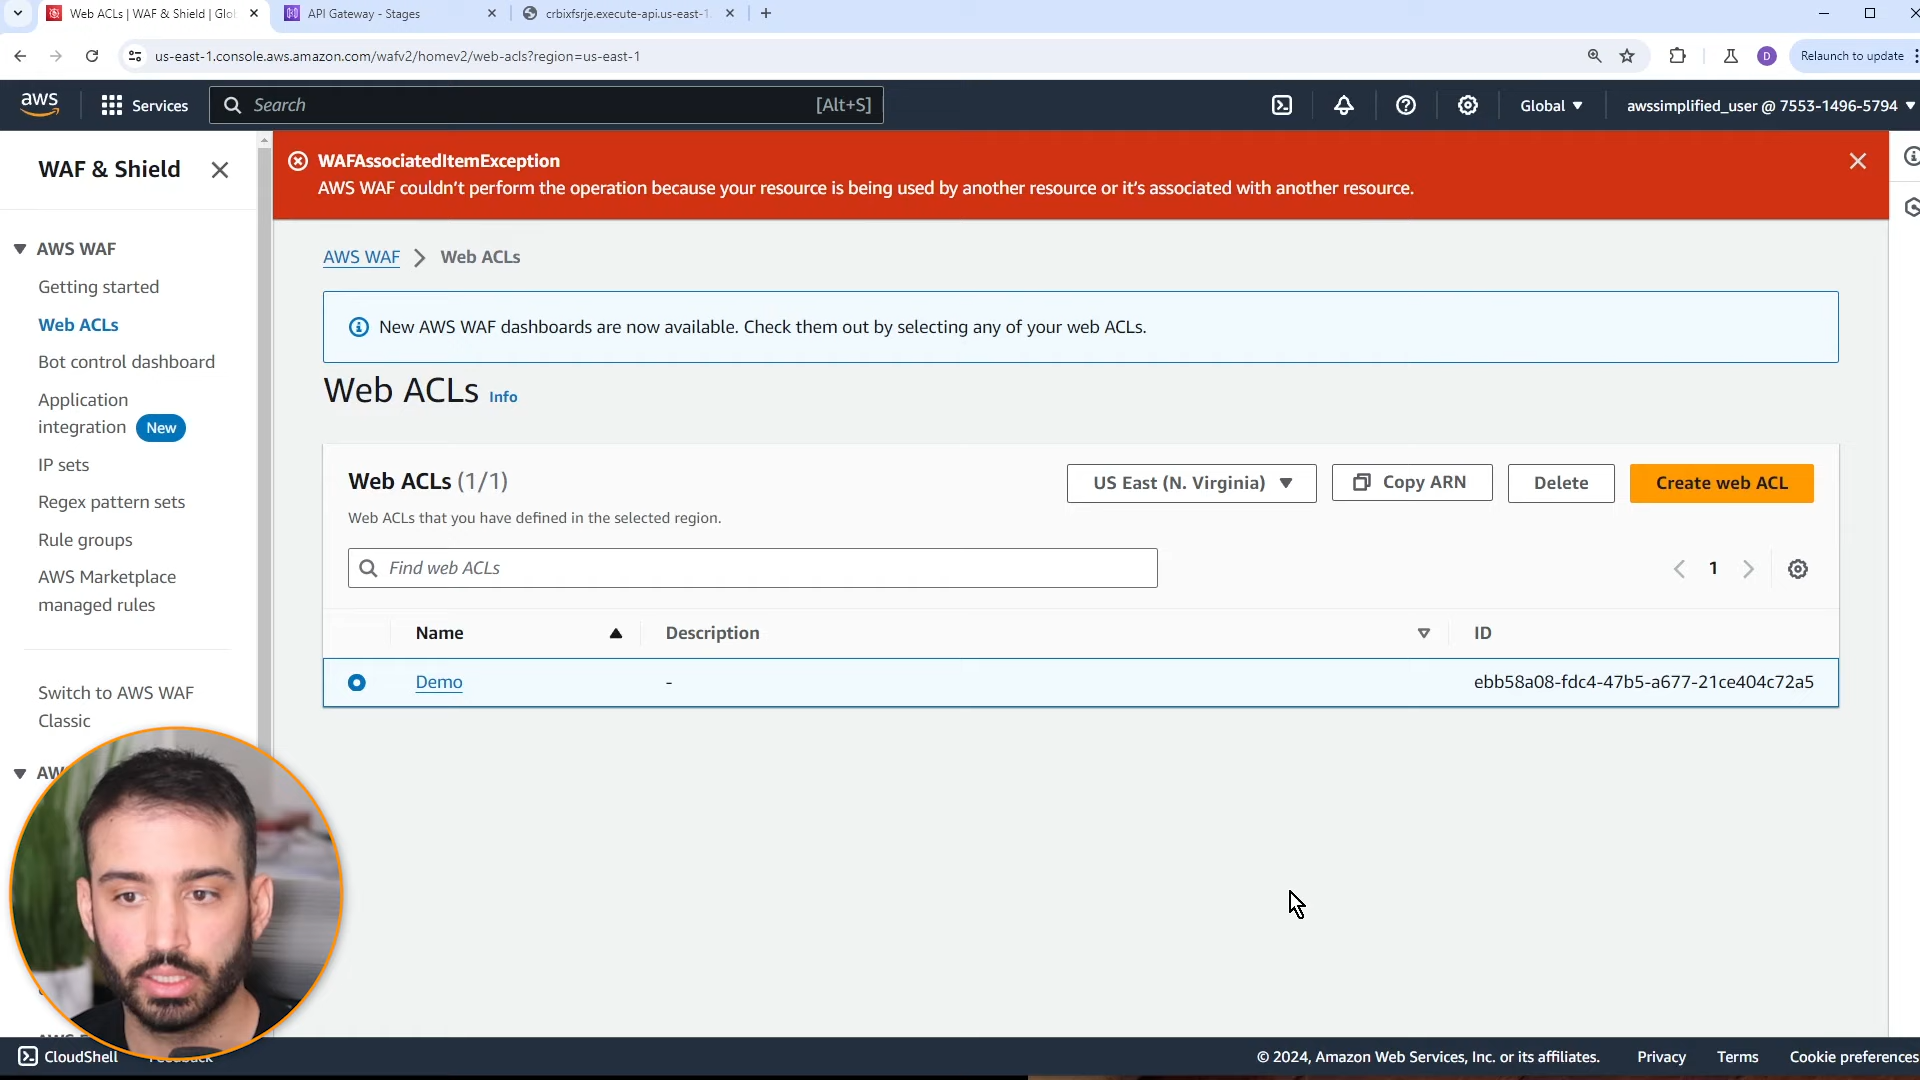 Web ACLs | WAF & Shield | Glo
API Gateway - Stages
crbixfsrje.execute-api.us-east-1
us-east-1.console.aws.amazon.com/wafv2/homev2/web-acls?region=us-east-1
D
Relaunch to update
aws
Services
Search
[Alt+S]
Global
awssimplified_user @ 7553-1496-5794
WAF & Shield
WAFAssociatedItemException
AWS WAF couldn't perform the operation because your resource is being used by another resource or it's associated with another resource.
AWS WAF
Getting started
Web ACLs
Bot control dashboard
Application
integration New
IP sets
Regex pattern sets
Rule groups
AWS Marketplace
managed rules
Switch to AWS WAF
Classic
AWS WAF
Web ACLs
New AWS WAF dashboards are now available. Check them out by selecting any of your web ACLs.
Web ACLs Info
Web ACLs (1/1)
US East (N. Virginia)
Copy ARN
Delete
Create web ACL
Web ACLs that you have defined in the selected region.
Find web ACLs
1
Name
Description
ID
Demo
-
ebb58a08-fdc4-47b5-a677-21ce404c72a5
CloudShell
Feedback
© 2024, Amazon Web Services, Inc. or its affiliates.
Privacy
Terms
Cookie preferences